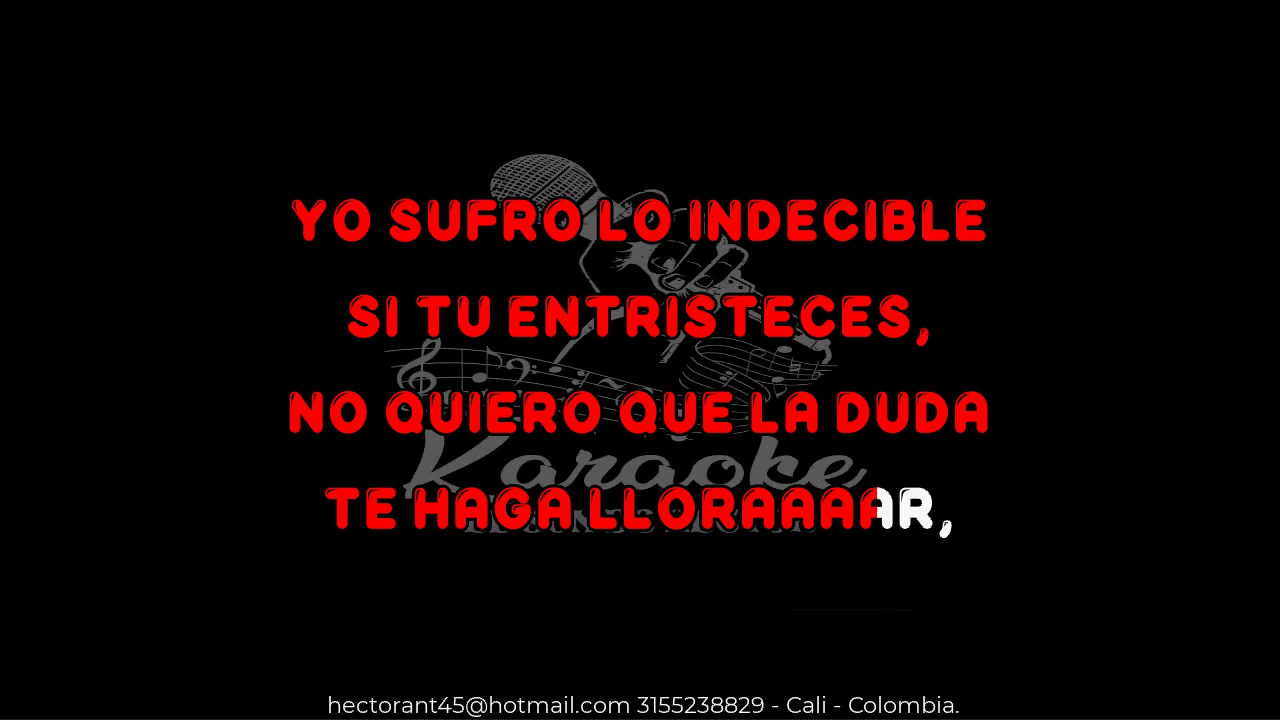 YO SUFRO LO INDECIBLE
SI TU ENTRISTECES,
NO QUIERO QUE LA DUDA
TE HAGA LLORAAAAR,
Karaoke
hectorant45@hotmail.com 3155238829 - Cali - Colombia.